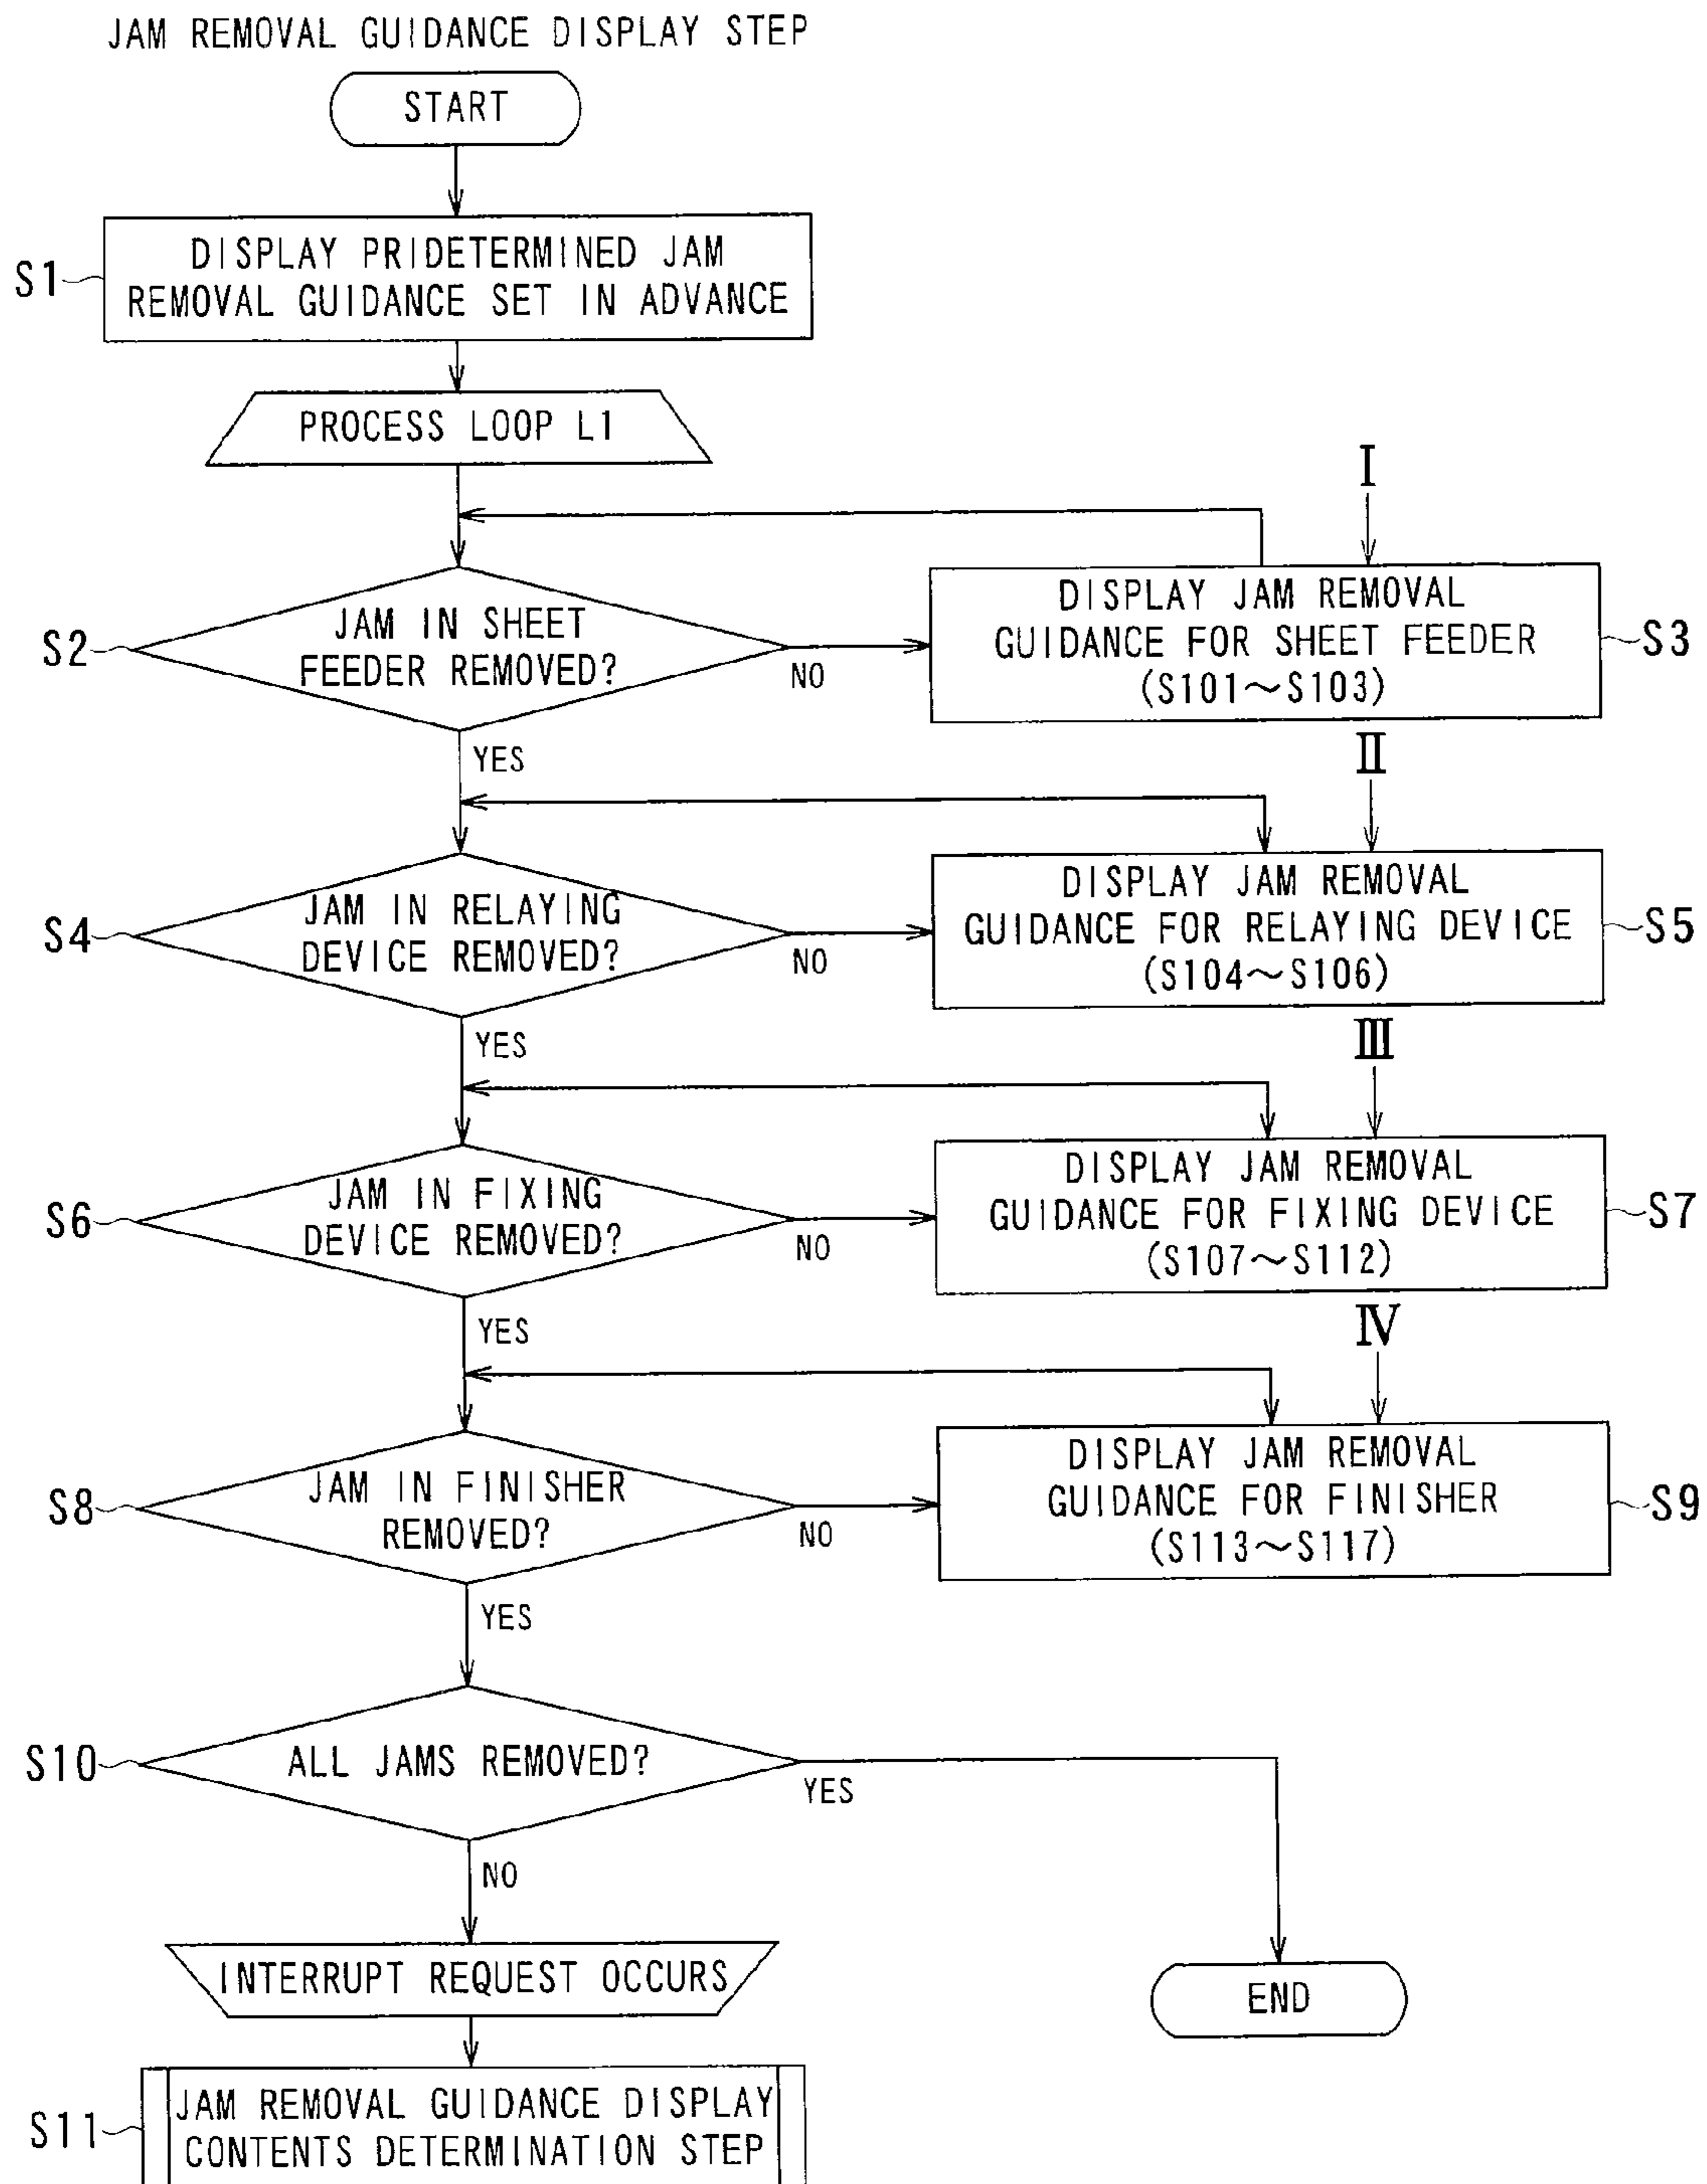 JAM REMOVAL GUIDANCE DISPLAY STEP
START
S1
DISPLAY PRIDETERMINED JAM
REMOVAL GUIDANCE SET IN ADVANCE
PROCESS LOOP L1
I
S2
JAM IN SHEET
FEEDER REMOVED?
NO
YES
DISPLAY JAM REMOVAL
GUIDANCE FOR SHEET FEEDER
(S101～S103)
S3
II
S4
JAM IN RELAYING
DEVICE REMOVED?
NO
YES
DISPLAY JAM REMOVAL
GUIDANCE FOR RELAYING DEVICE
(S104～S106)
S5
III
S6
JAM IN FIXING
DEVICE REMOVED?
NO
YES
DISPLAY JAM REMOVAL
GUIDANCE FOR FIXING DEVICE
(S107～S112)
S7
IV
S8
JAM IN FINISHER
REMOVED?
NO
YES
DISPLAY JAM REMOVAL
GUIDANCE FOR FINISHER
(S113～S117)
S9
S10
ALL JAMS REMOVED?
YES
NO
INTERRUPT REQUEST OCCURS
END
S11
JAM REMOVAL GUIDANCE DISPLAY
CONTENTS DETERMINATION STEP